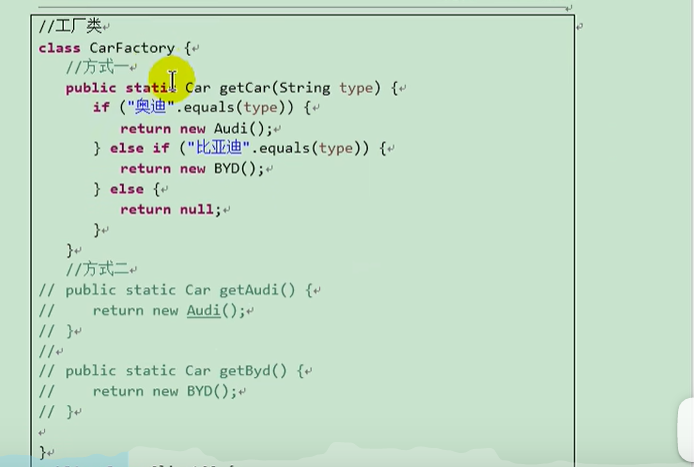 //工厂类
class CarFactory {
//方式一
public static Car getCar(String type) {
if ("奥迪".equals(type)) {
return new Audi();
} else if ("比亚迪".equals(type)) {
return new BYD();
} else {
return null;
}
}
//方式二
// public static Car getAudi() {
// return new Audi();
// }
//
// public static Car getByd() {
// return new BYD();
// }
}